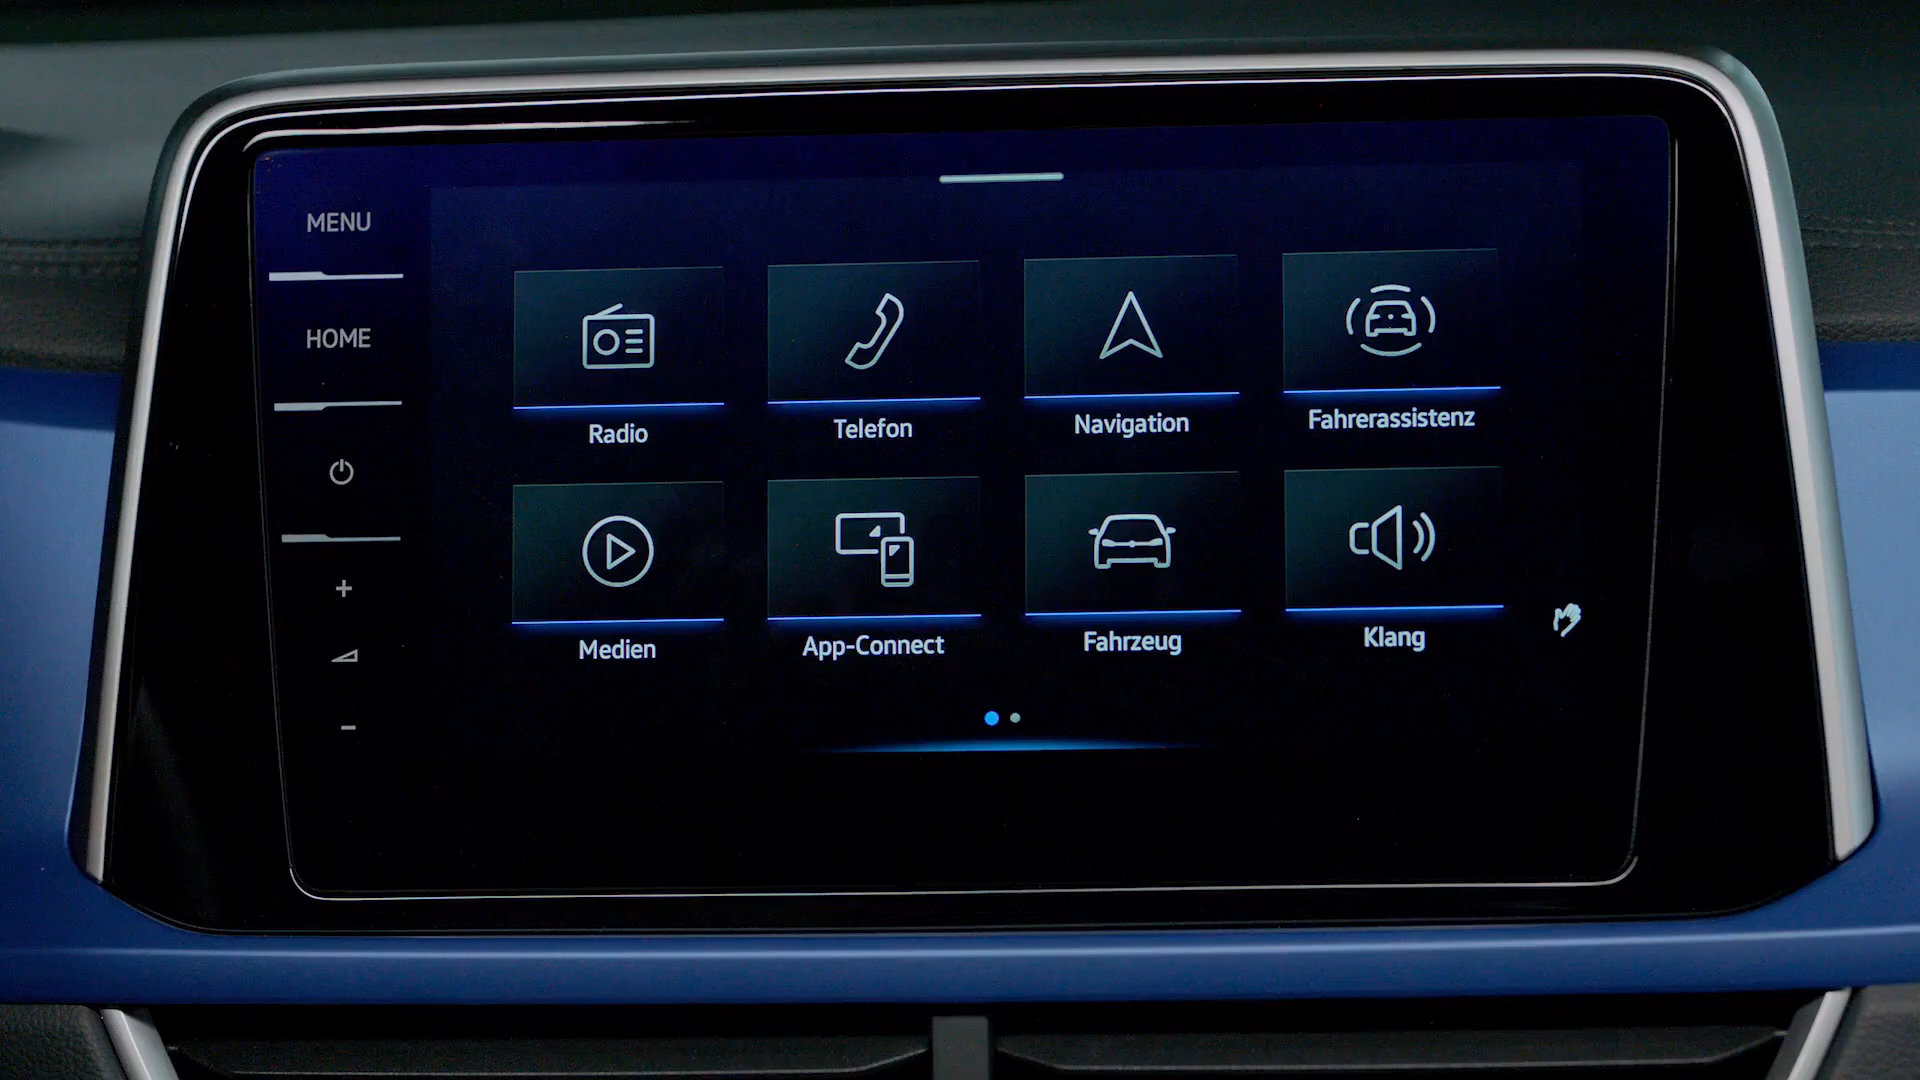 MENU
HOME
+
-
Radio
Telefon
Navigation
Fahrerassistenz
Medien
App-Connect
Fahrzeug
Klang